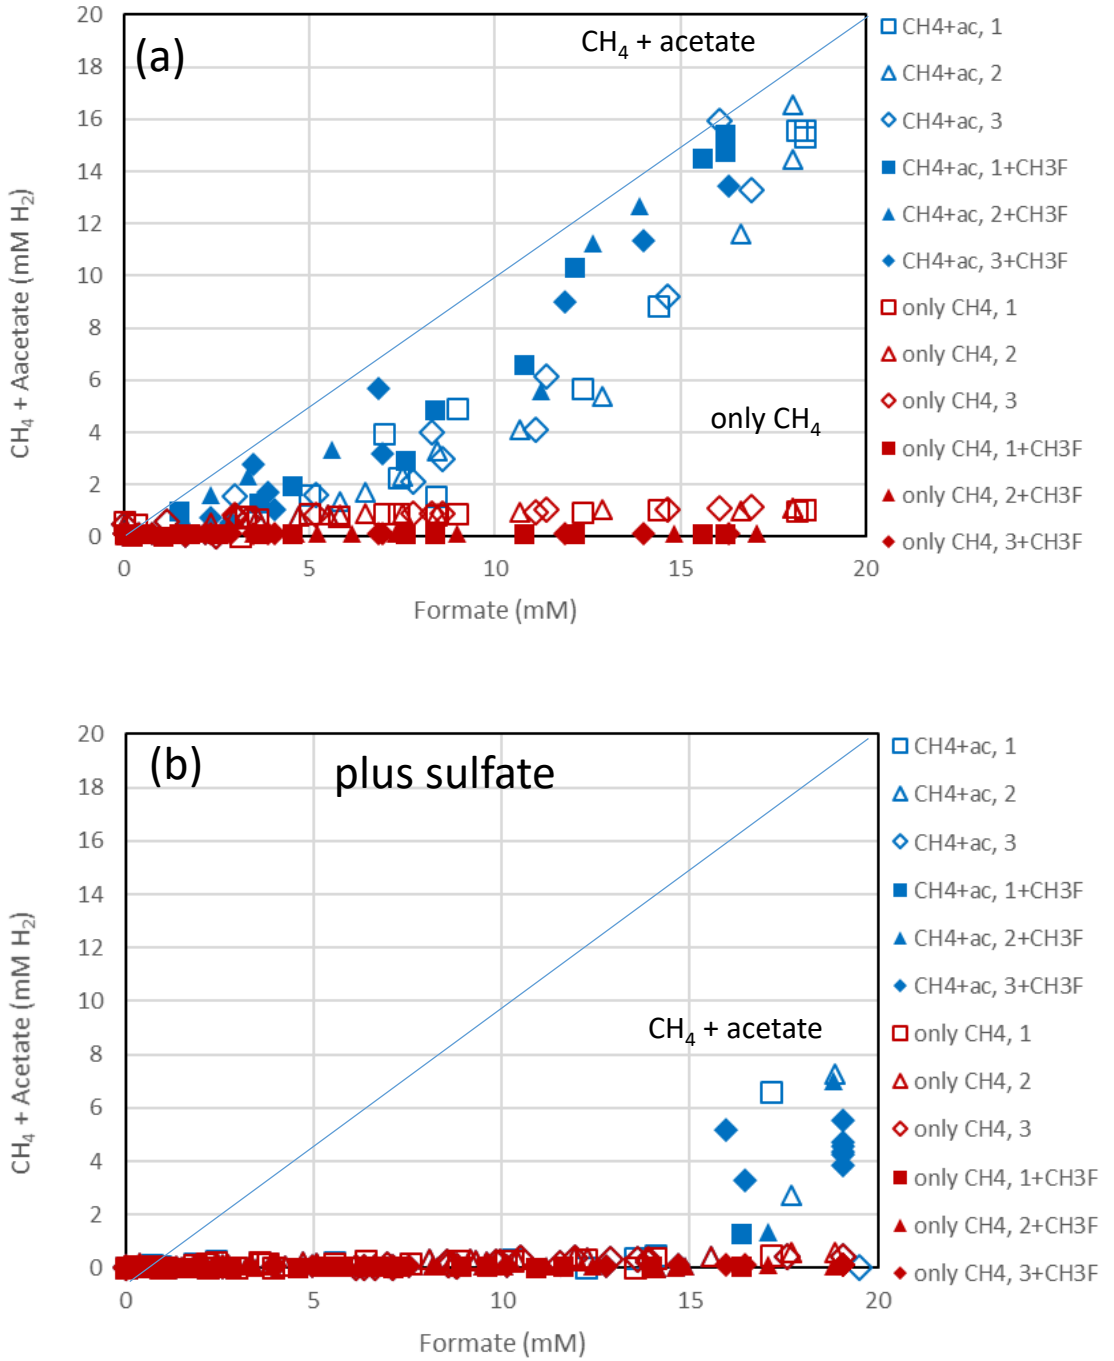 (a)
CH₄ + acetate
only CH₄
CH₄ + Aacetate (mM H₂)
20
18
16
14
12
10
8
6
4
2
0
0 5 10 15 20
Formate (mM)
CH4+ac, 1
CH4+ac, 2
CH4+ac, 3
CH4+ac, 1+CH3F
CH4+ac, 2+CH3F
CH4+ac, 3+CH3F
only CH4, 1
only CH4, 2
only CH4, 3
only CH4, 1+CH3F
only CH4, 2+CH3F
only CH4, 3+CH3F
(b)
plus sulfate
CH₄ + acetate
CH₄ + Acetate (mM H₂)
20
18
16
14
12
10
8
6
4
2
0
0 5 10 15 20
Formate (mM)
CH4+ac, 1
CH4+ac, 2
CH4+ac, 3
CH4+ac, 1+CH3F
CH4+ac, 2+CH3F
CH4+ac, 3+CH3F
only CH4, 1
only CH4, 2
only CH4, 3
only CH4, 1+CH3F
only CH4, 2+CH3F
only CH4, 3+CH3F